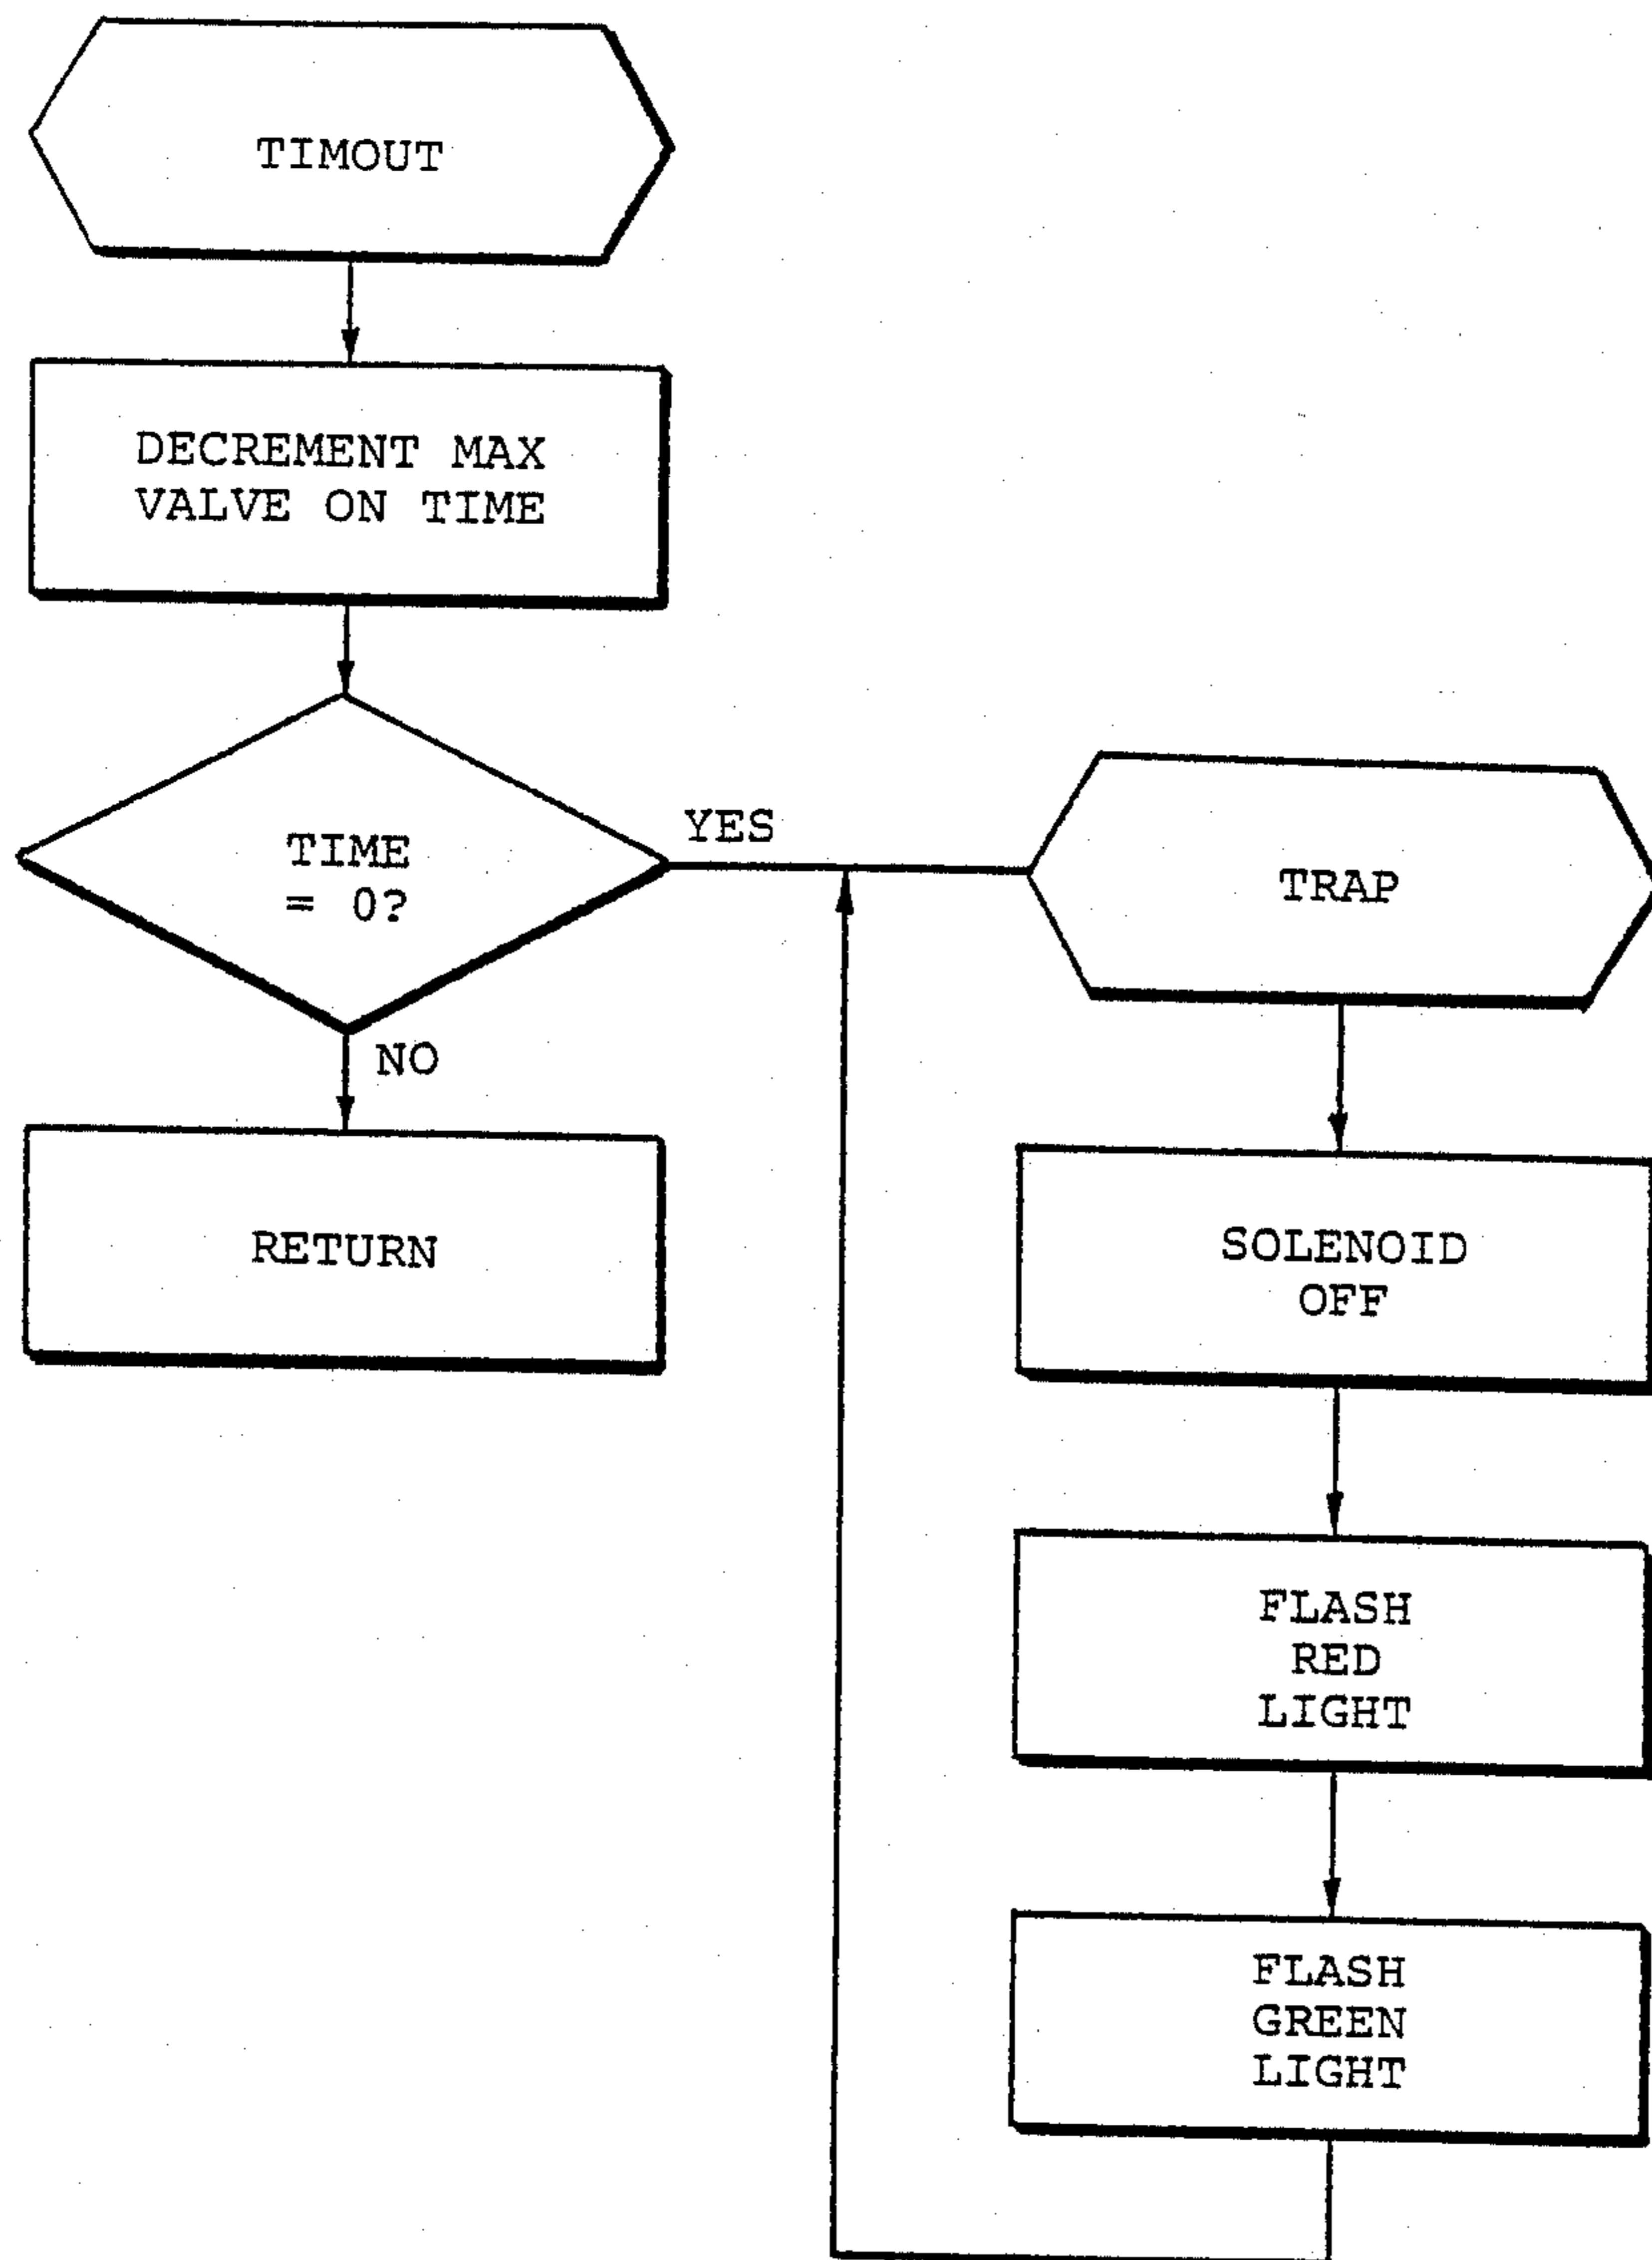 TIMOUT
DECREMENT MAX
VALVE ON TIME
TIME
= 0?
YES
NO
RETURN
TRAP
SOLENOID
OFF
FLASH
RED
LIGHT
FLASH
GREEN
LIGHT